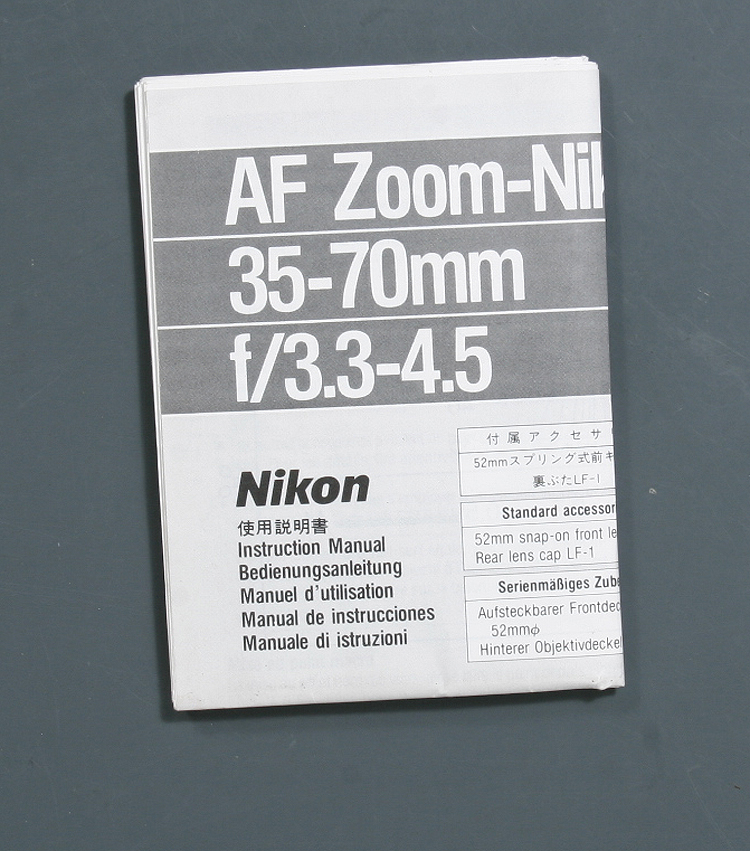 AF Zoom-Nik
35-70mm
f/3.3-4.5
Nikon
使用説明書
Instruction Manual
Bedienungsanleitung
Manuel d'utilisation
Manual de instrucciones
Manuale di istruzioni
付属アクセサリ
52mmスプリング式前キ
裏ぶたLF-1
Standard accessor
52mm snap-on front le
Rear lens cap LF-1
Serienmäßiges Zube
Aufsteckbarer Frontdec
52mmφ
Hinterer Objektivdeckel